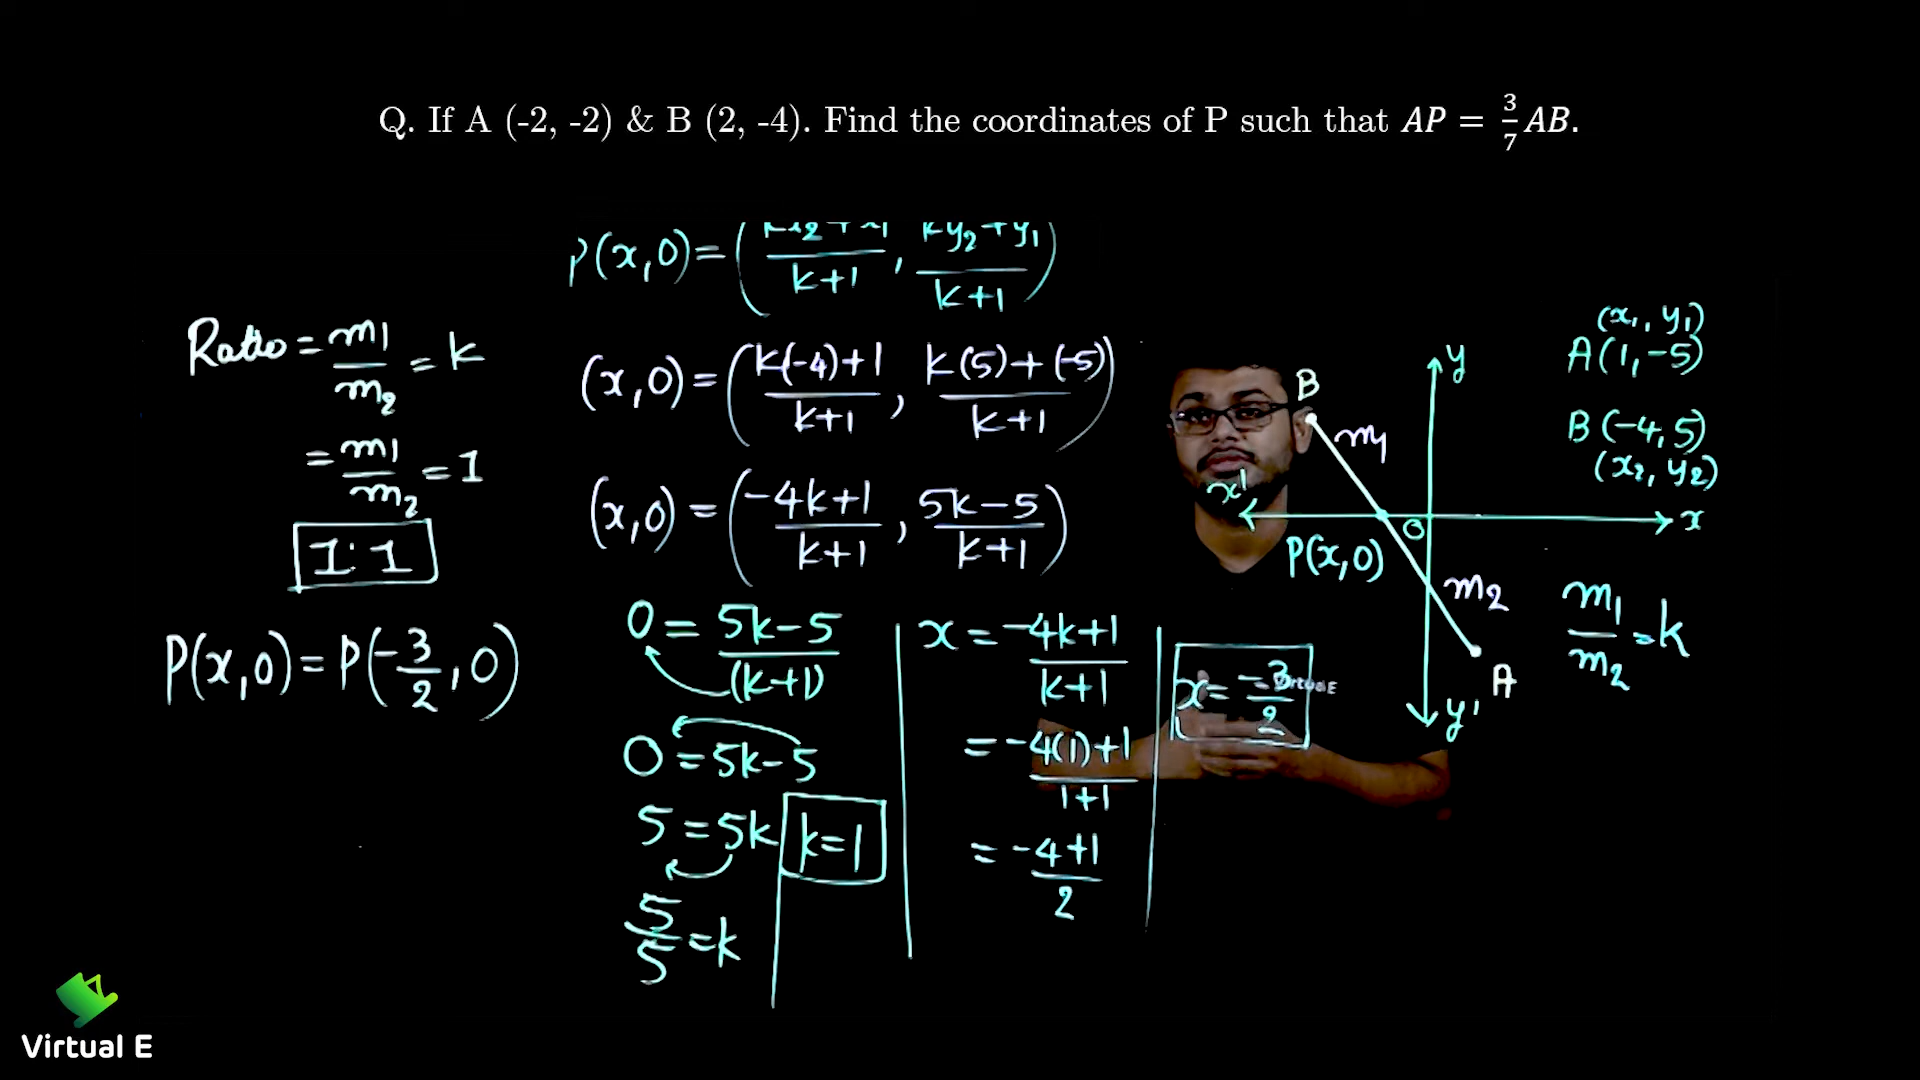 Q. If A (-2, -2) & B (2, -4). Find the coordinates of P such that AP = 3/7 AB.
P(x,0) = (kx₂+x₁/k+1, ky₂+y₁/k+1)
Ratio = m1/m2 = k
= m1/m2 = 1
1:1
P(x,0) = P(-3/2, 0)
(x,0) = (k(-4)+1/k+1, k(5)+(-5)/k+1)
(x,0) = (-4k+1/k+1, 5k-5/k+1)
0 = 5k-5/(k+1)
0 = 5k-5
5 = 5k
5/5 = k
k=1
x = -4k+1/k+1
= -4(1)+1/1+1
= -4+1/2
x = -3/2
(x₁, y₁)
A(1, -5)
B(-4, 5)
(x₂, y₂)
y
B
m1
x'
O
x
P(x,0)
m2
A
y'
m1/m2 = k
Virtual E